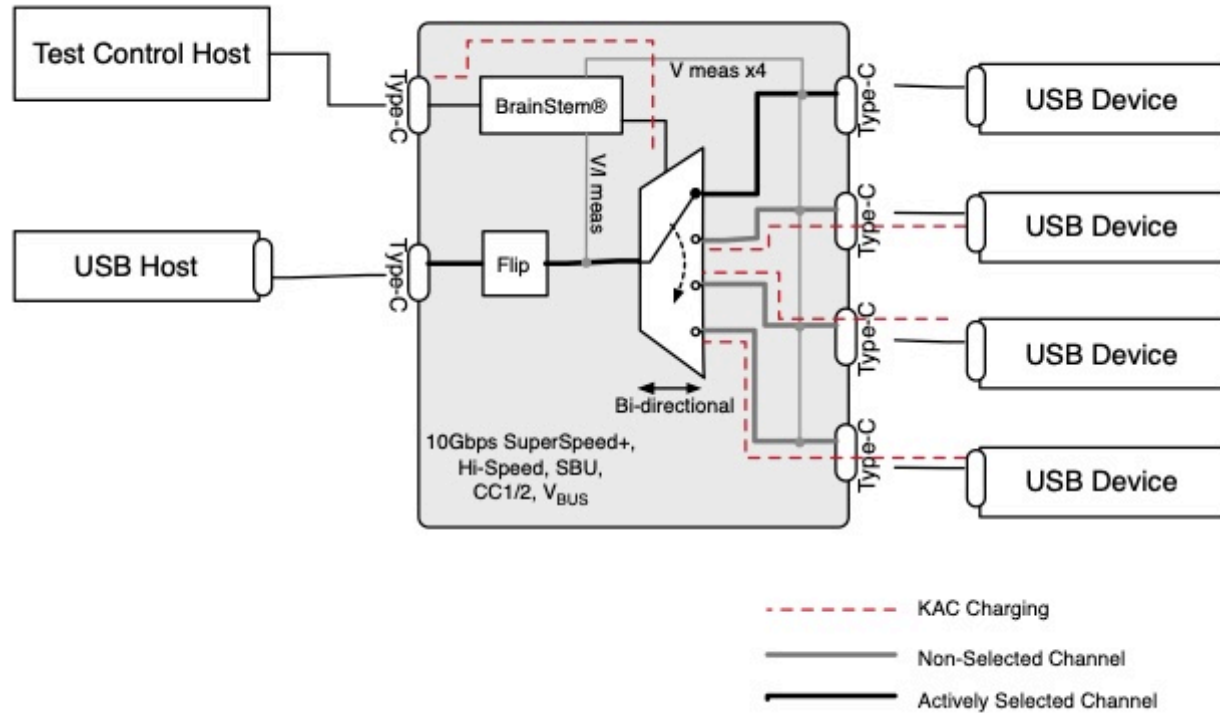 Test Control Host
Type-C
BrainStem®
V meas x4
Type-C
USB Device
V/I meas
Type-C
USB Device
USB Host
Type-C
Flip
Type-C
USB Device
Bi-directional
10Gbps SuperSpeed+,
Hi-Speed, SBU,
CC1/2, VBUS
Type-C
USB Device
KAC Charging
Non-Selected Channel
Actively Selected Channel